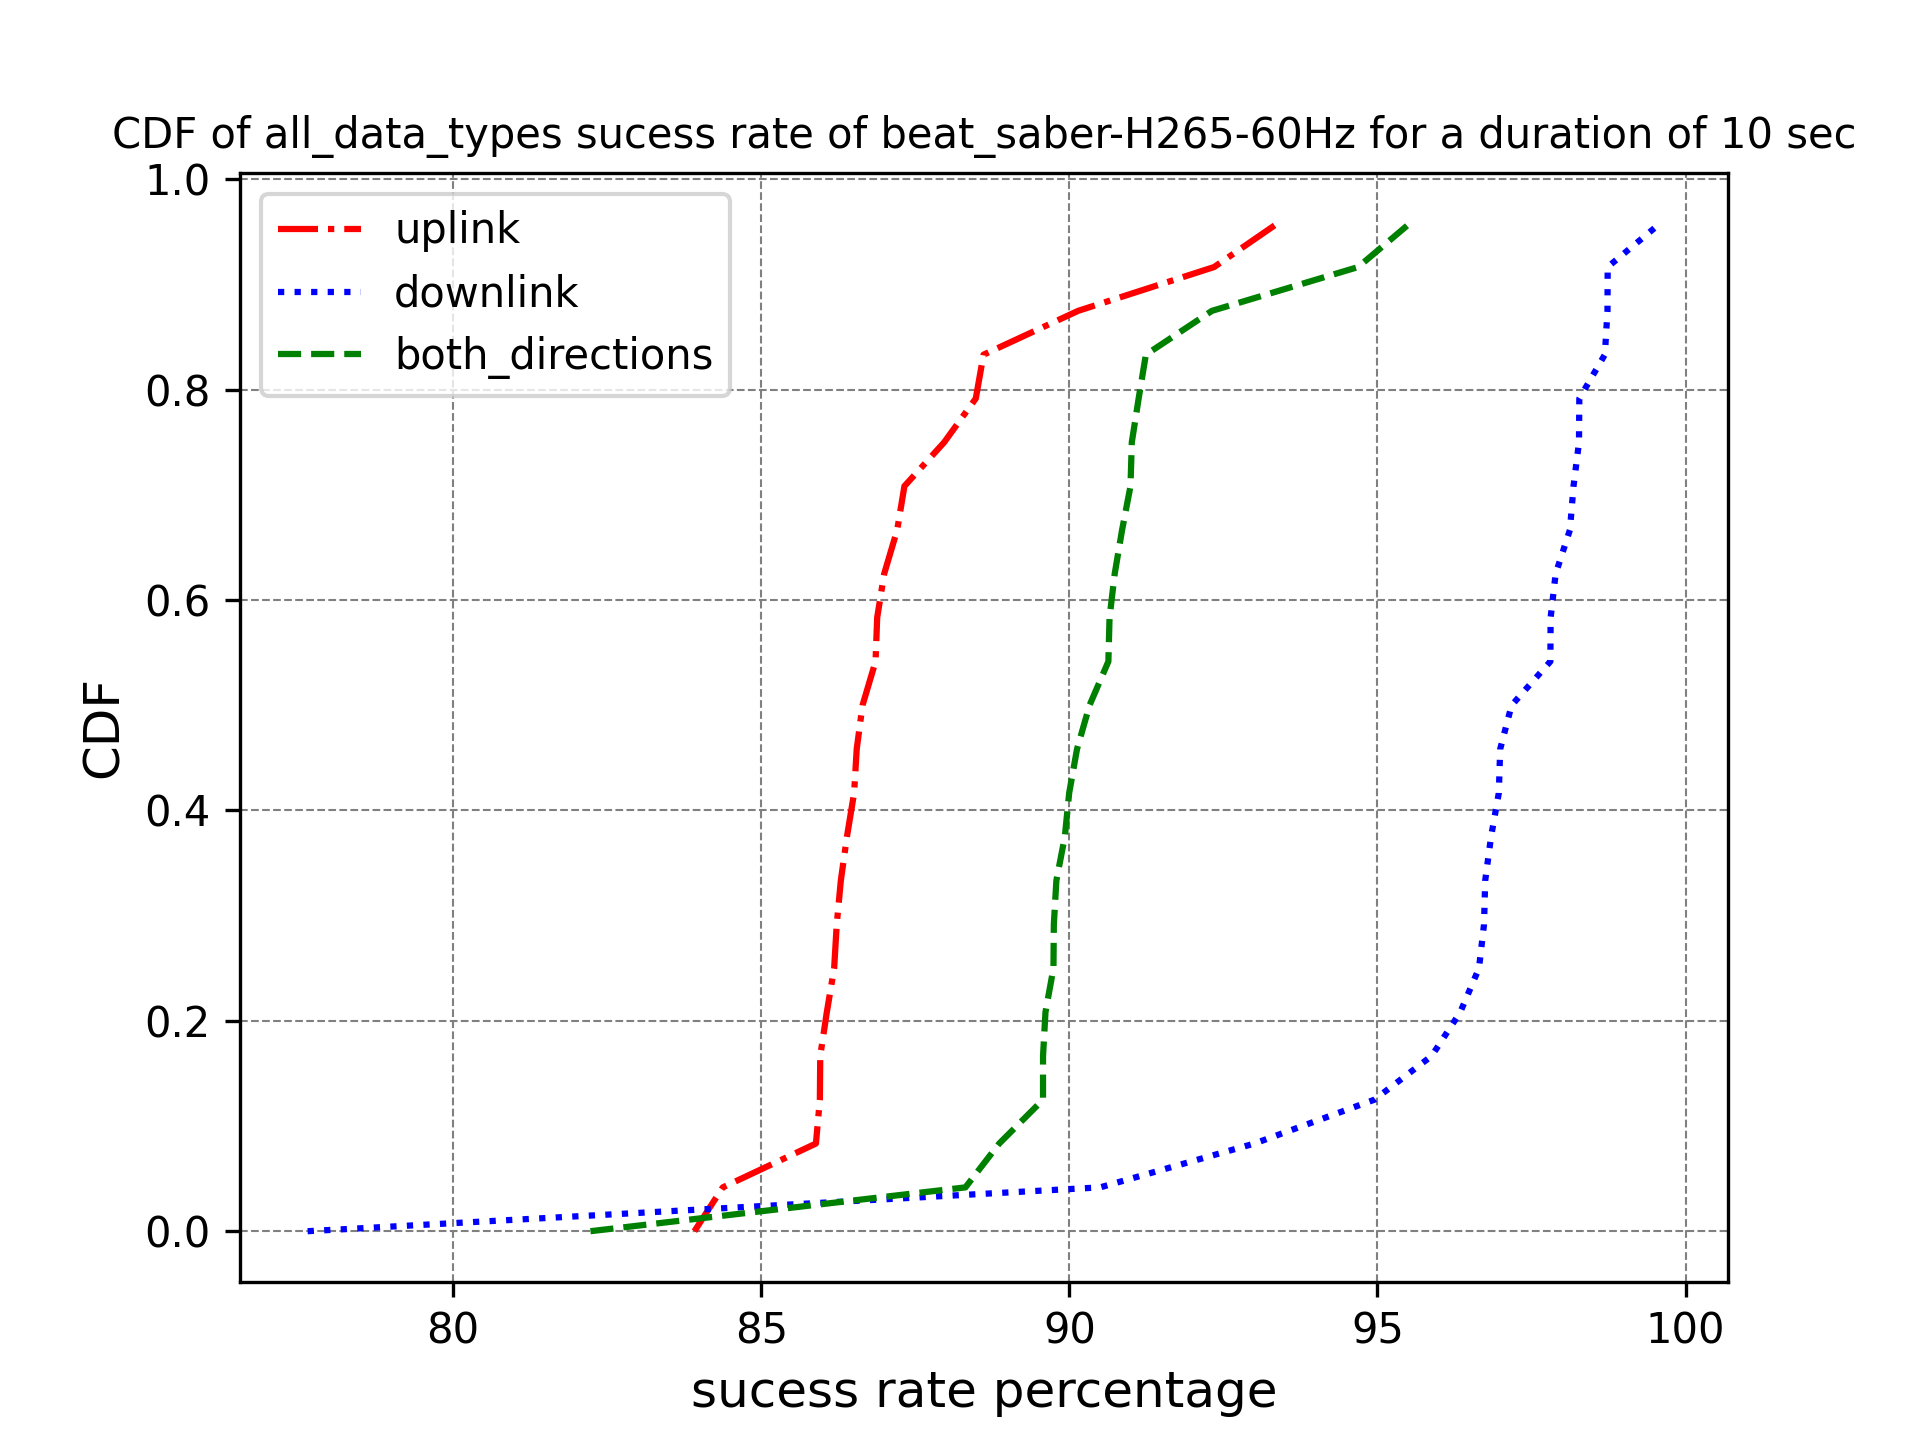 CDF of all_data_types sucess rate of beat_saber-H265-60Hz for a duration of 10 sec
uplink
downlink
both_directions
1.0
0.8
0.6
0.4
0.2
0.0
CDF
80 85 90 95 100
sucess rate percentage